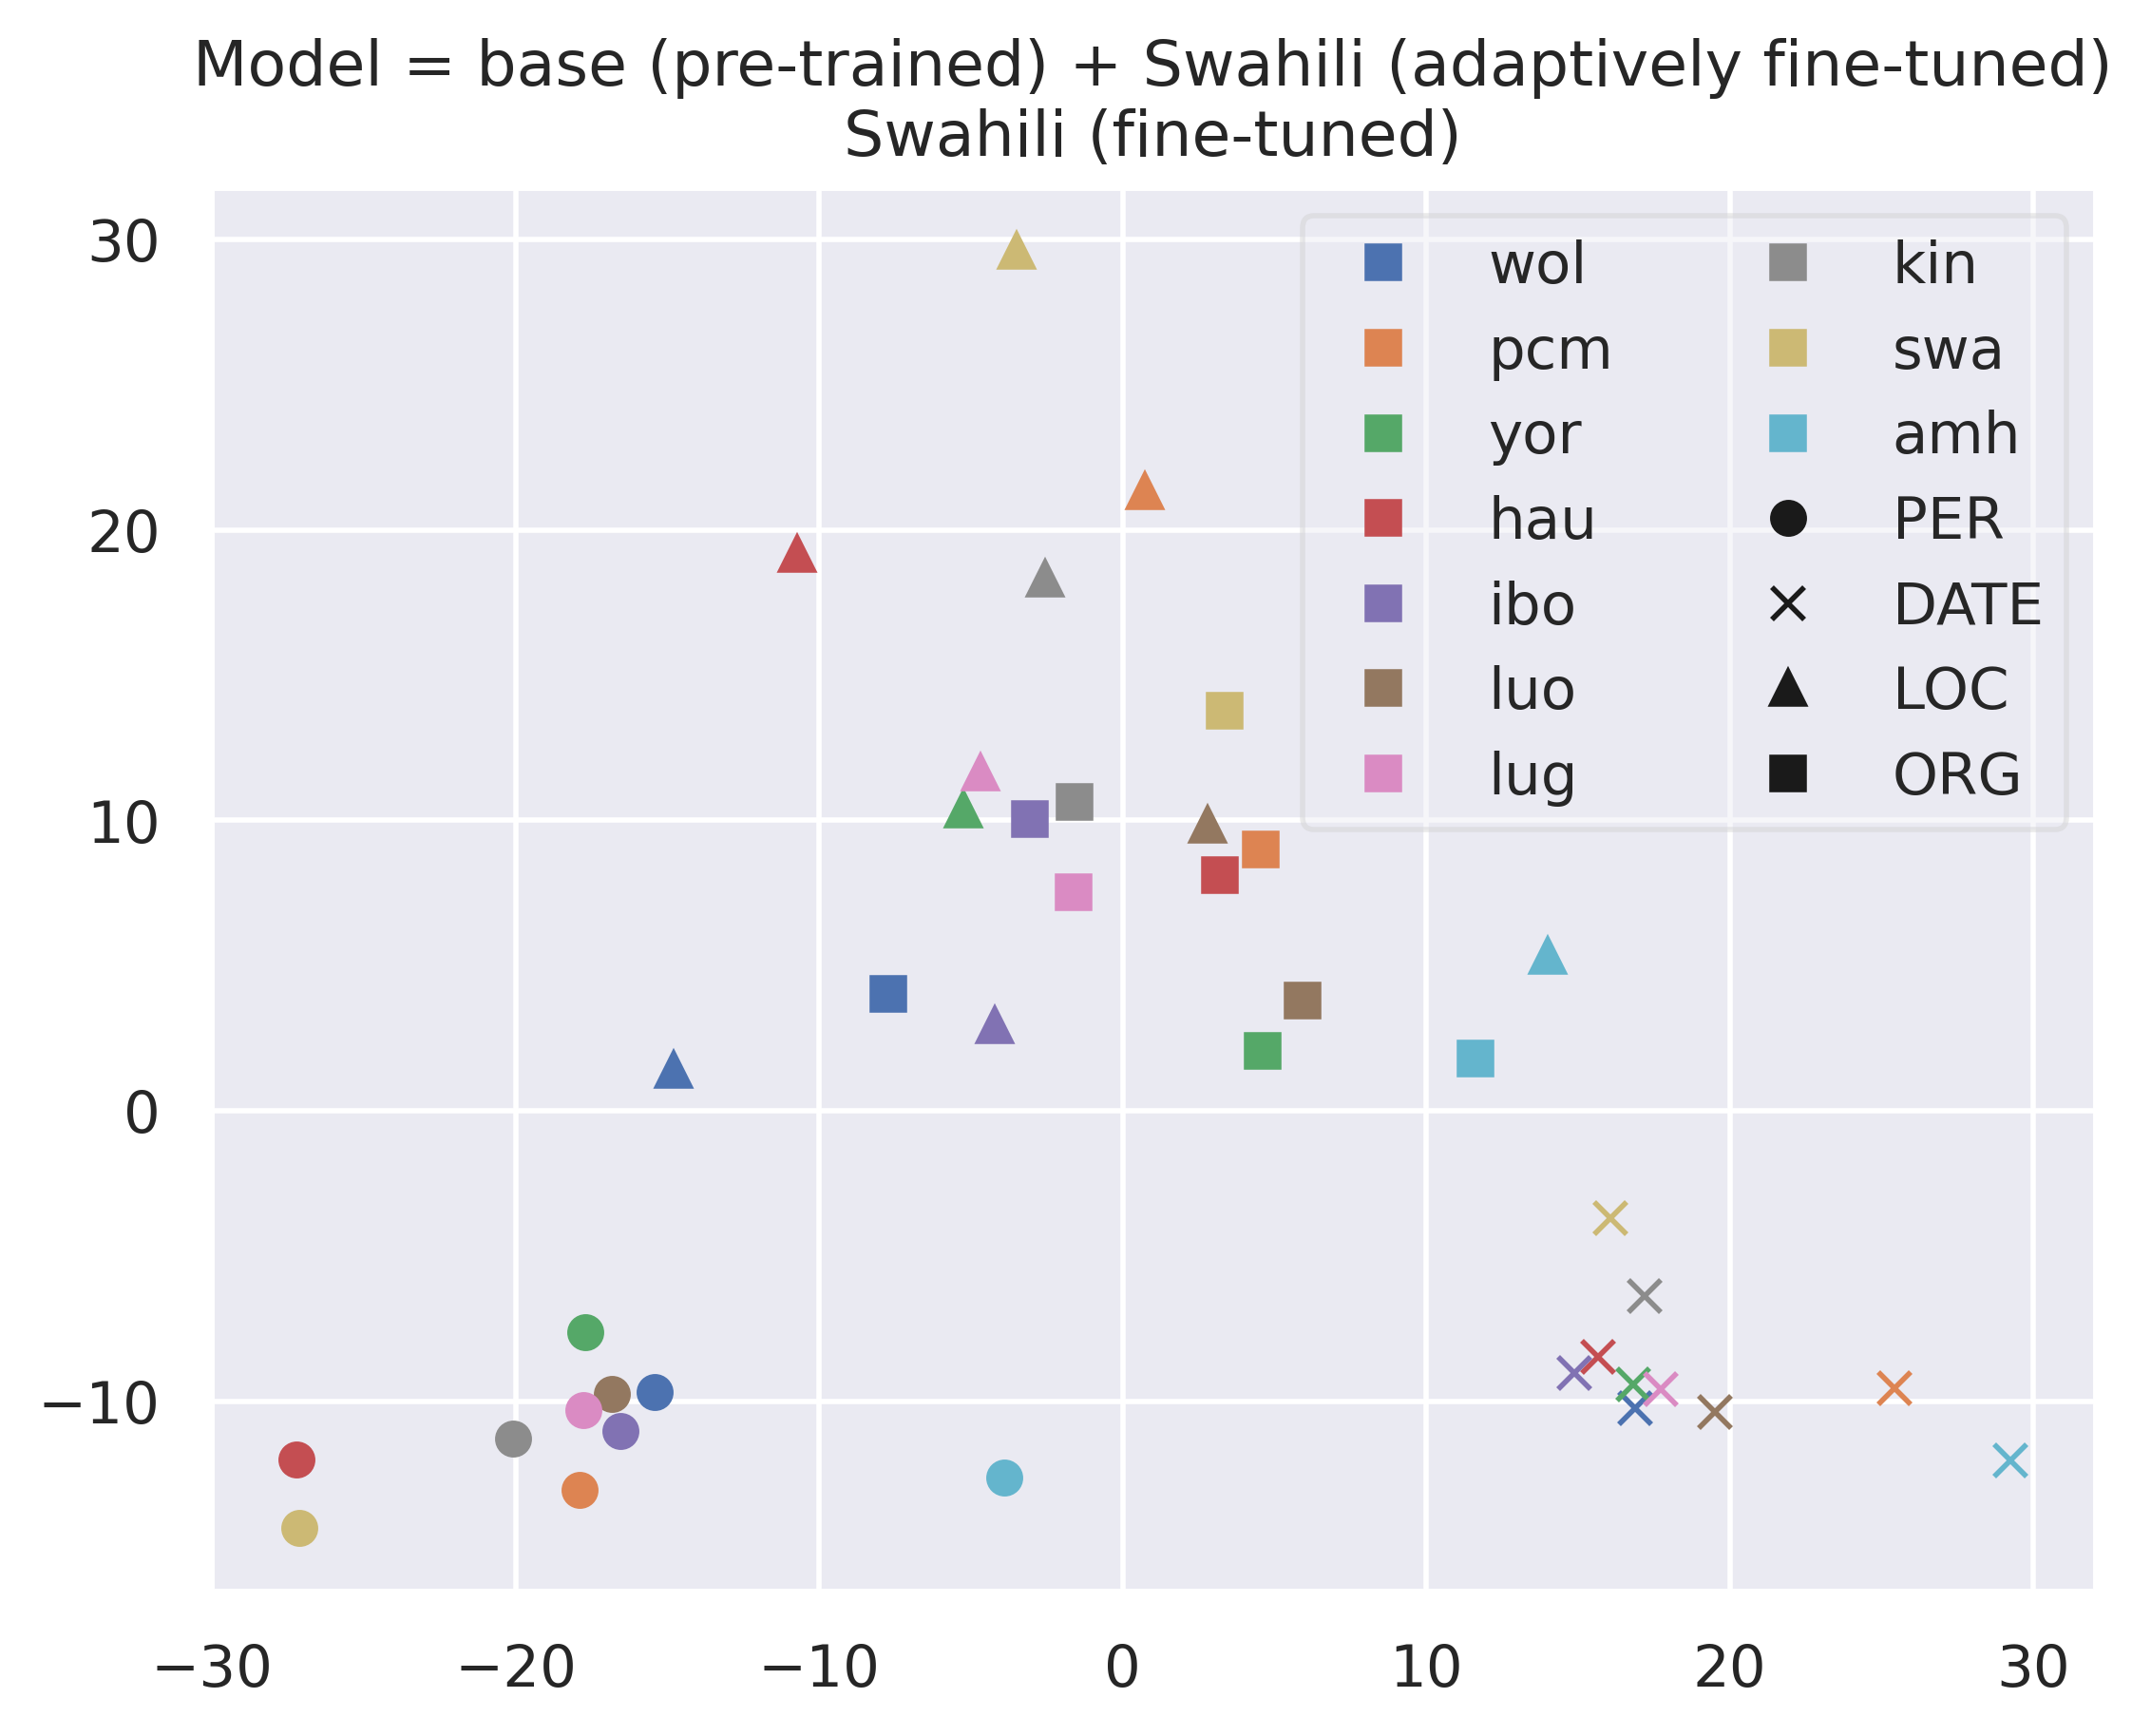 Model = base (pre-trained) + Swahili (adaptively fine-tuned)
Swahili (fine-tuned)
30
20
10
0
−10
−30
−20
−10
0
10
20
30
wol
pcm
yor
hau
ibo
luo
lug
kin
swa
amh
PER
DATE
LOC
ORG